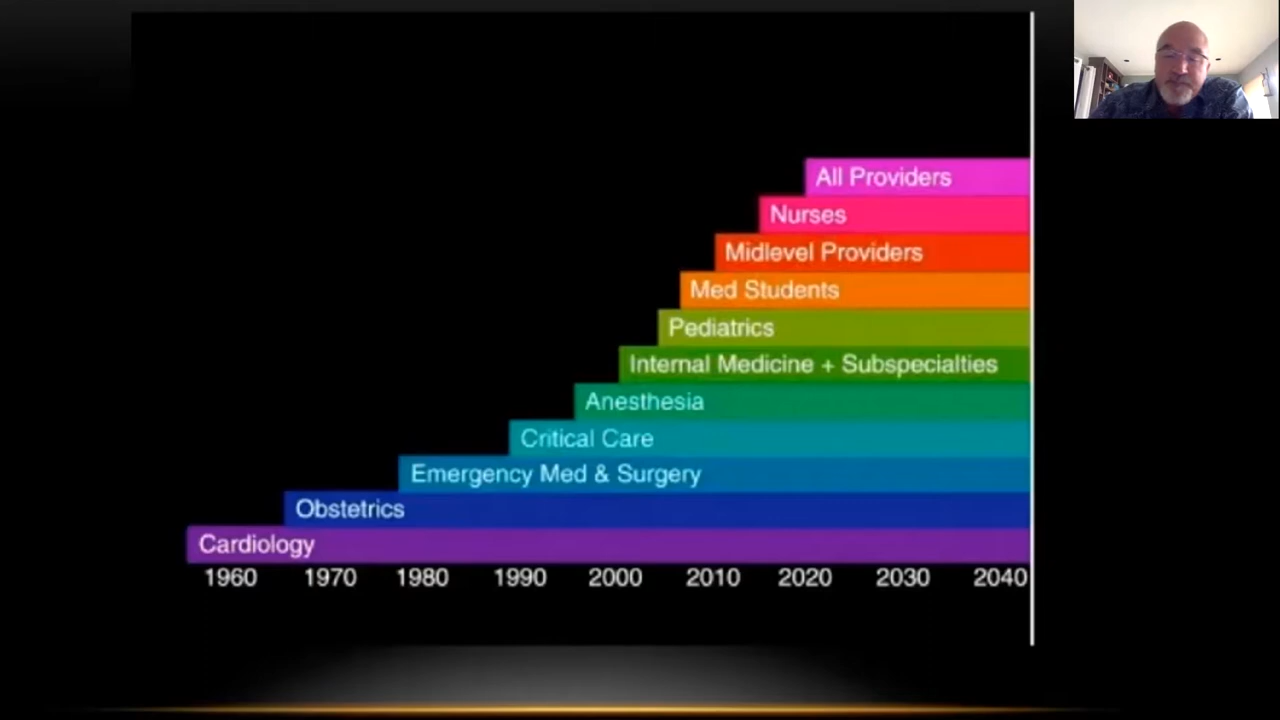 All Providers
Nurses
Midlevel Providers
Med Students
Pediatrics
Internal Medicine + Subspecialties
Anesthesia
Critical Care
Emergency Med & Surgery
Obstetrics
Cardiology
1960 1970 1980 1990 2000 2010 2020 2030 2040